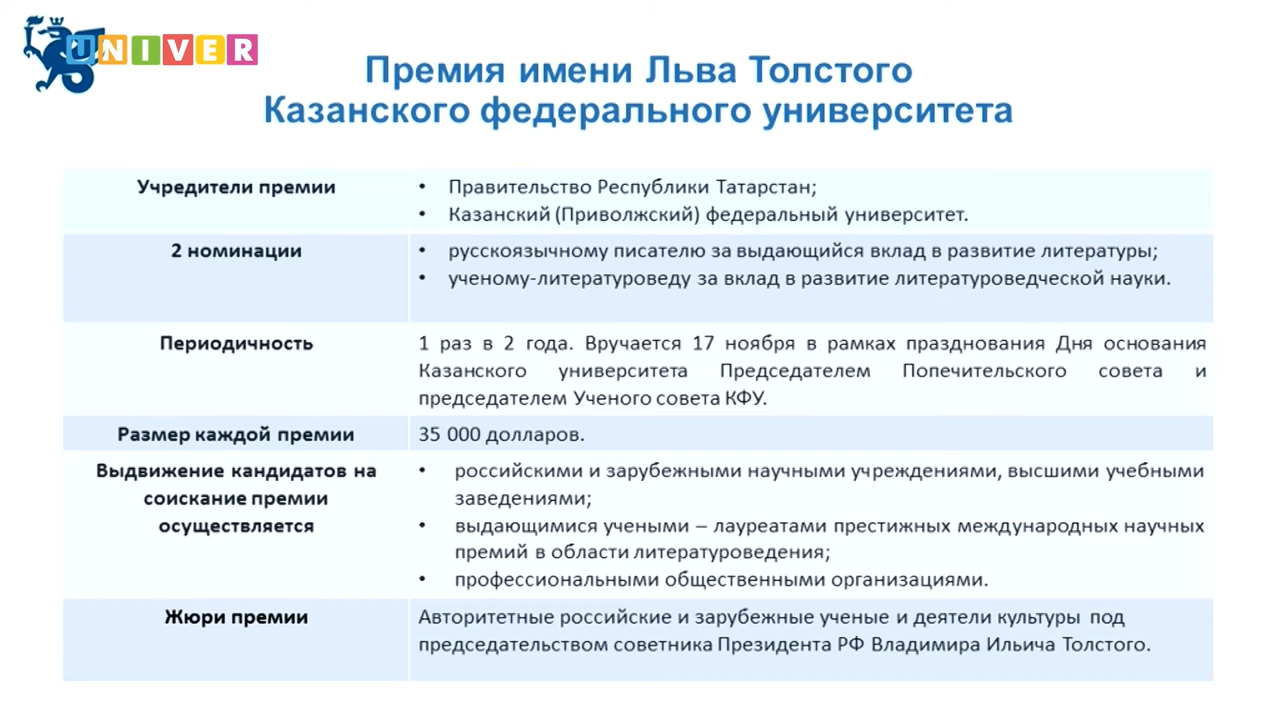 UNIVER
Премия имени Льва Толстого
Казанского федерального университета
Учредители премии
• Правительство Республики Татарстан;
• Казанский (Приволжский) федеральный университет.
2 номинации
• русскоязычному писателю за выдающийся вклад в развитие литературы;
• ученому-литературоведу за вклад в развитие литературоведческой науки.
Периодичность
1 раз в 2 года. Вручается 17 ноября в рамках празднования Дня основания
Казанского университета Председателем Попечительского совета и
председателем Ученого совета КФУ.
Размер каждой премии
35 000 долларов.
Выдвижение кандидатов на
соискание премии
осуществляется
• российскими и зарубежными научными учреждениями, высшими учебными
заведениями;
• выдающимися учеными – лауреатами престижных международных научных
премий в области литературоведения;
• профессиональными общественными организациями.
Жюри премии
Авторитетные российские и зарубежные ученые и деятели культуры под
председательством советника Президента РФ Владимира Ильича Толстого.